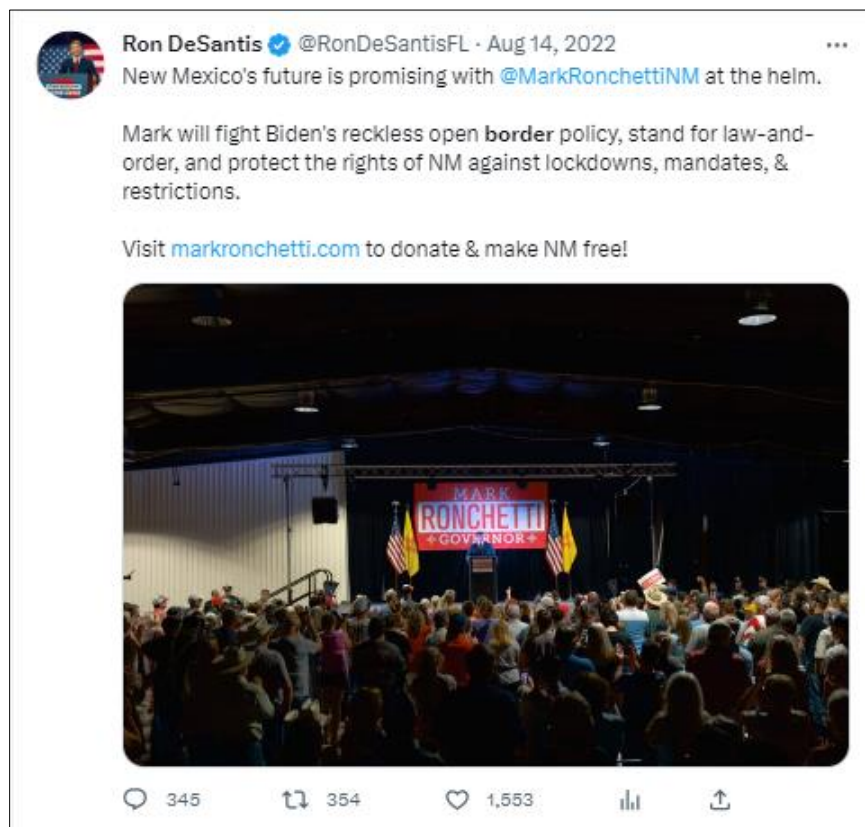 Ron DeSantis @RonDeSantisFL · Aug 14, 2022
New Mexico's future is promising with @MarkRonchettiNM at the helm.
Mark will fight Biden's reckless open border policy, stand for law-and-
order, and protect the rights of NM against lockdowns, mandates, &
restrictions.
Visit markronchetti.com to donate & make NM free!
MARK
RONCHETTI
GOVERNOR
345 354 1,553